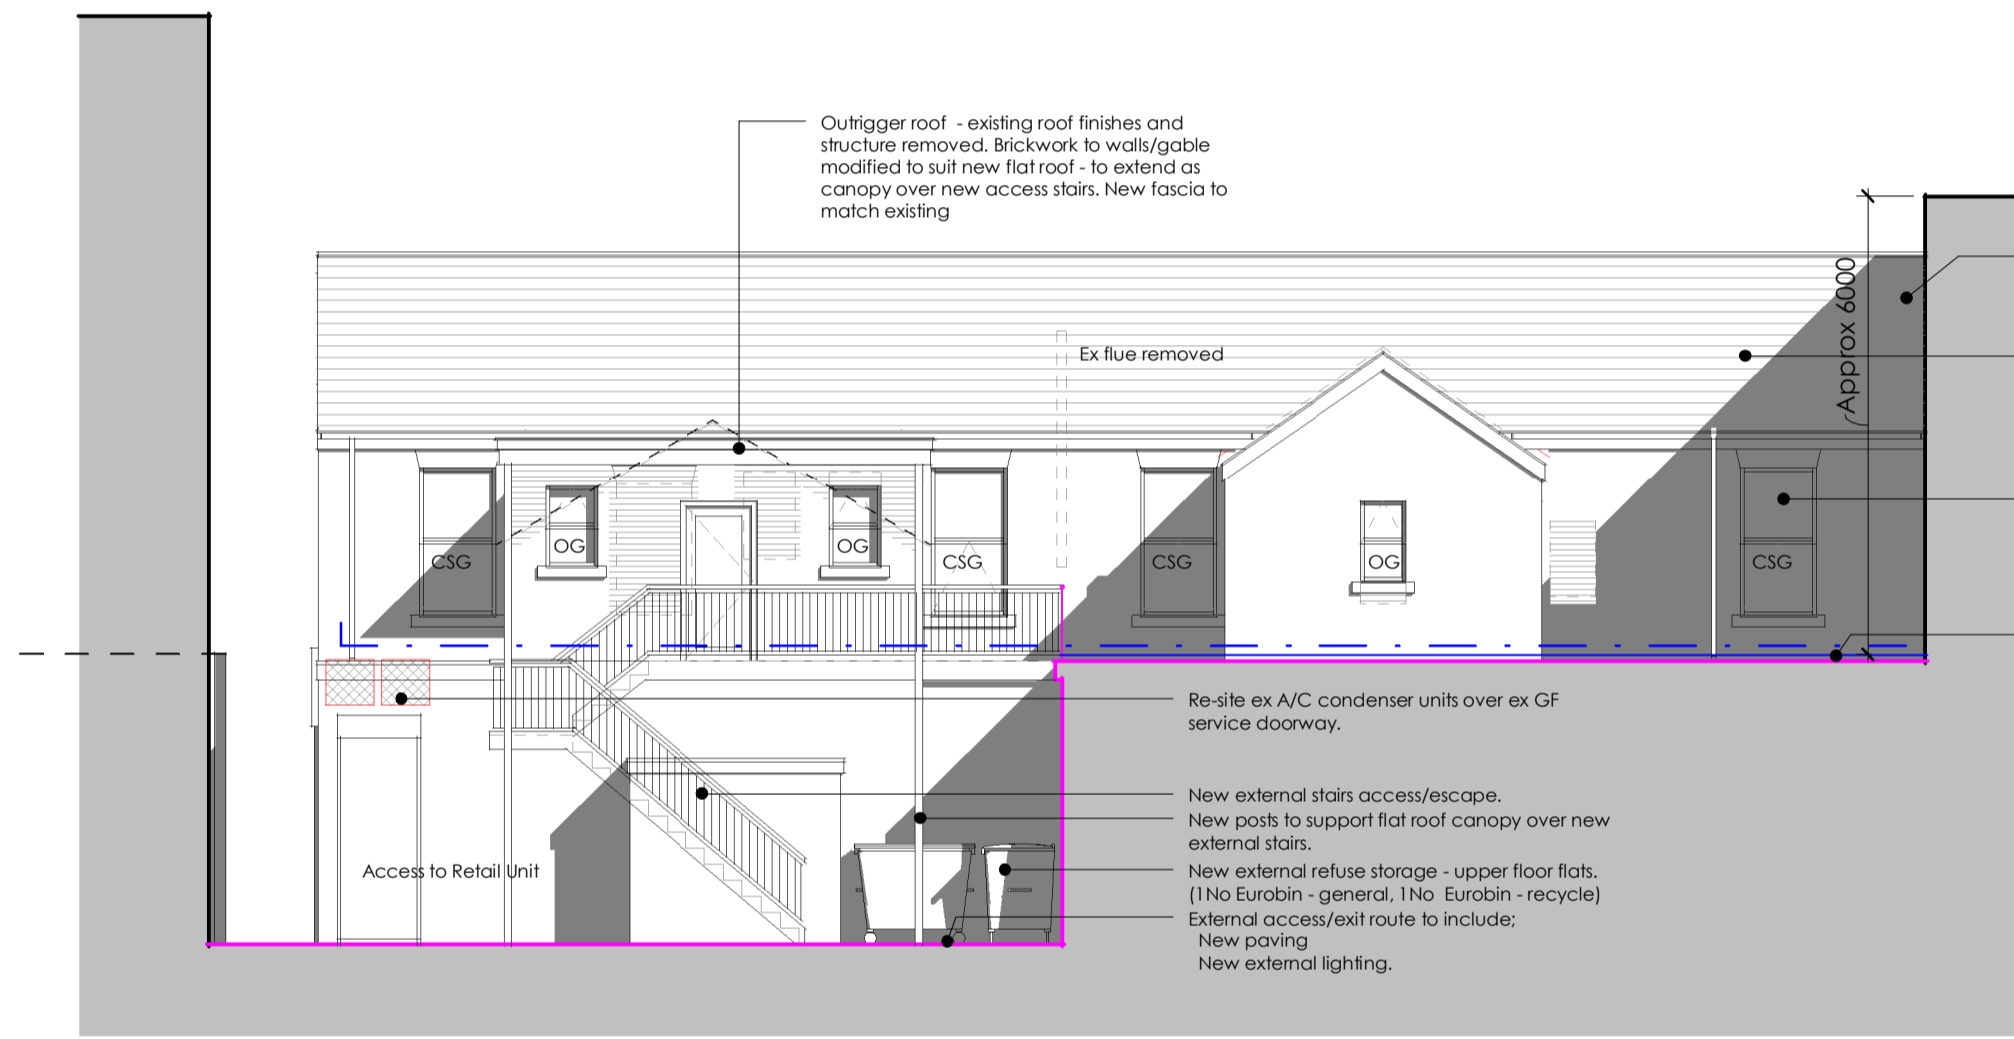 Outrigger roof - existing roof finishes and
structure removed. Brickwork to walls/gable
modified to suit new flat roof - to extend as
canopy over new access stairs. New fascia to
match existing
Approx 6000
Ex flue removed
OG
OG
CSG
CSG
CSG
OG
CSG
Re-site ex A/C condenser units over ex GF
service doorway.
New external stairs access/escape.
New posts to support flat roof canopy over new
external stairs.
Access to Retail Unit
New external refuse storage - upper floor flats.
(1No Eurobin - general, 1No Eurobin - recycle)
External access/exit route to include;
New paving
New external lighting.